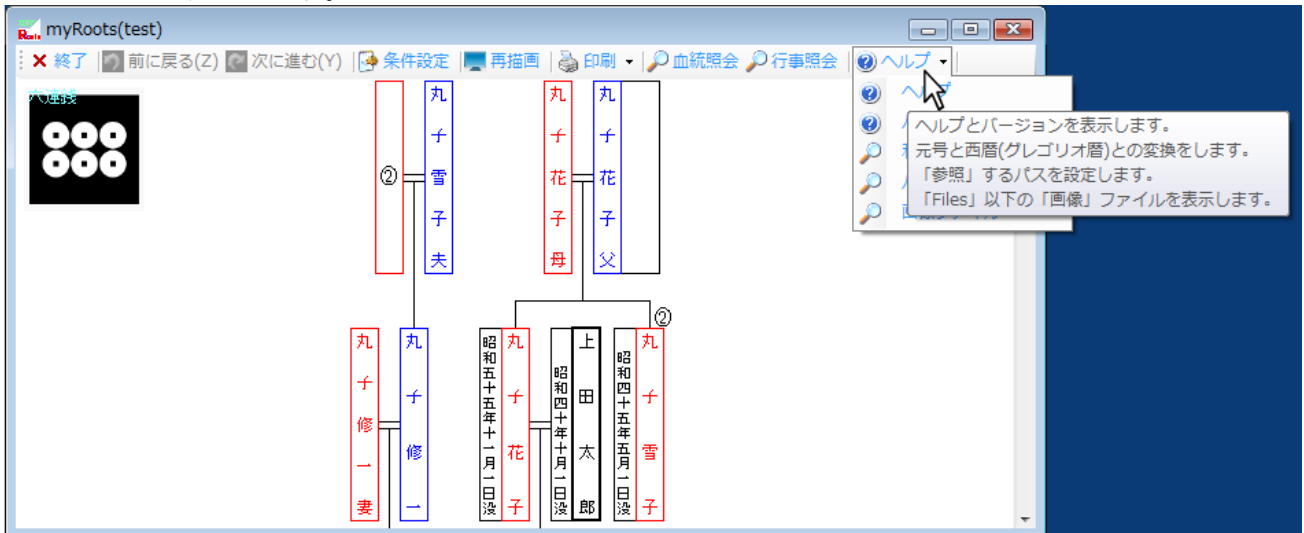 myRoots(test)
終了 前に戻る(Z) 次に進む(Y) 条件設定 再描画 印刷 血統照会 行事照会 ヘルプ
六連銭
ヘルプ
ヘルプとバージョンを表示します。
元号と西暦(グレゴリオ暦)との変換をします。
「参照」するパスを設定します。
「Files」以下の「画像」ファイルを表示します。
②
丸子雪子夫
丸子花子母
丸子花子父
②
丸子修一妻
丸子修一
昭和五十五年十一月一日没
丸子花子
昭和四十年十月一日没
上田太郎
昭和四十五年五月一日没
丸子雪子